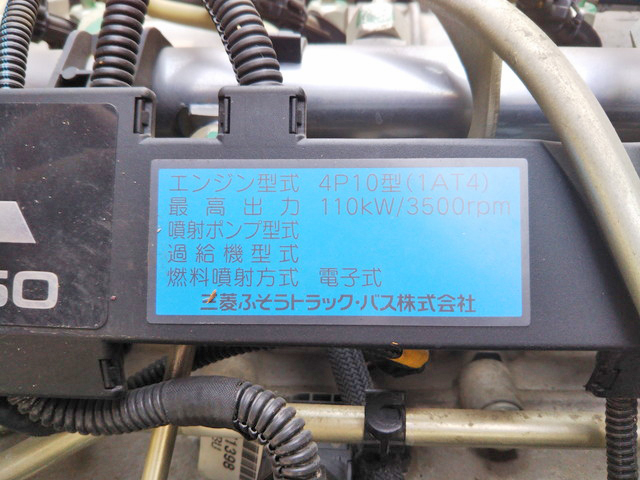 エンジン型式 4P10型(1AT4)
最高出力 110kW/3500rpm
噴射ポンプ型式
過給機型式
燃料噴射方式 電子式
三菱ふそうトラック・バス株式会社
50
1398